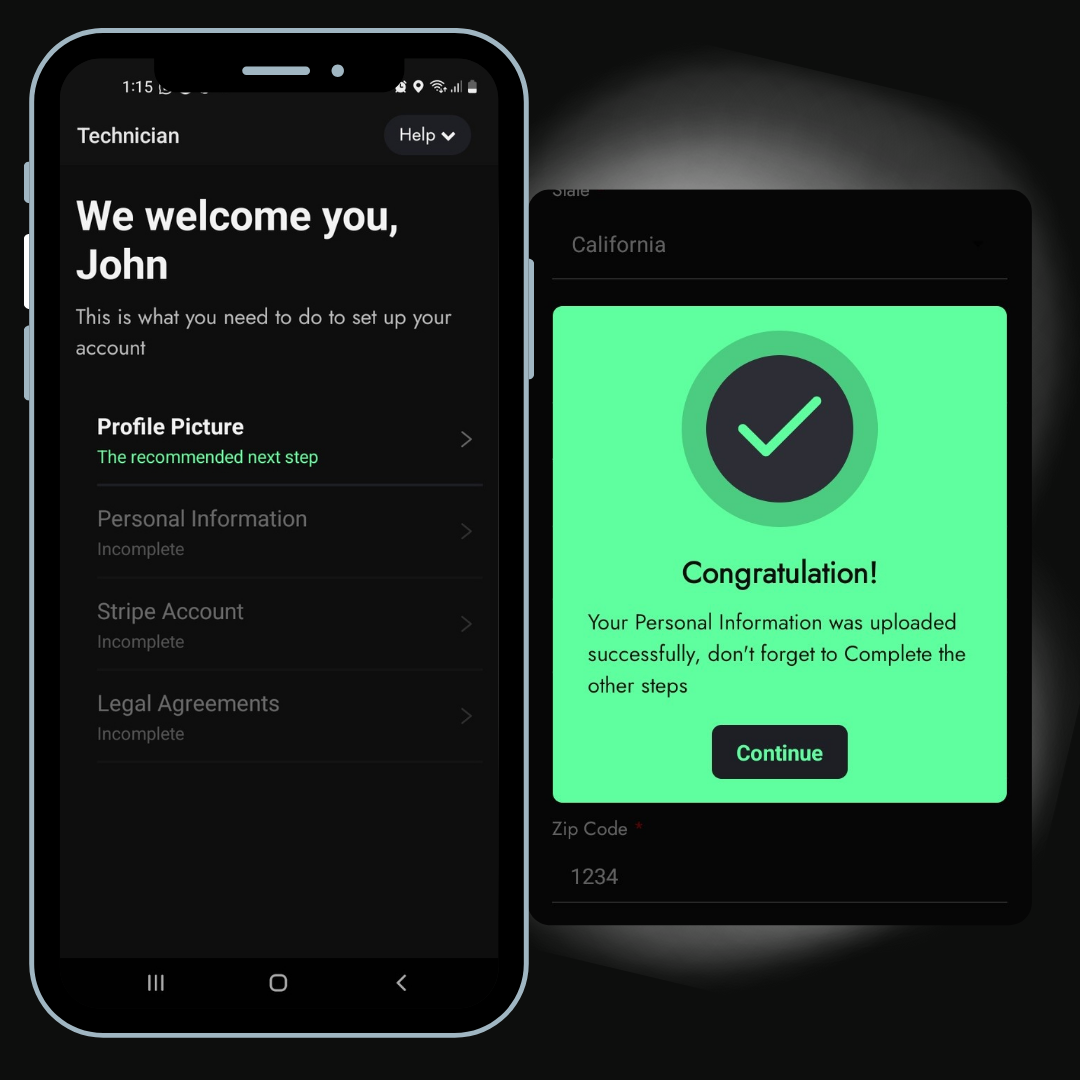 1:15
Technician
Help
We welcome you,
John
This is what you need to do to set up your
account
Profile Picture
The recommended next step
Personal Information
Incomplete
Stripe Account
Incomplete
Legal Agreements
Incomplete
State
California
Congratulation!
Your Personal Information was uploaded
successfully, don't forget to Complete the
other steps
Continue
Zip Code *
1234